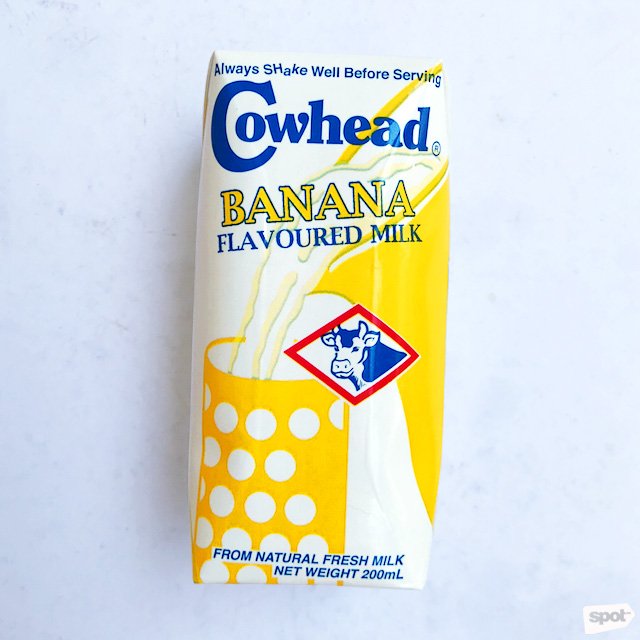 Always SHake Well Before Serving
Cowhead®
BANANA
FLAVOURED MILK
FROM NATURAL FRESH MILK
NET WEIGHT 200mL
spot